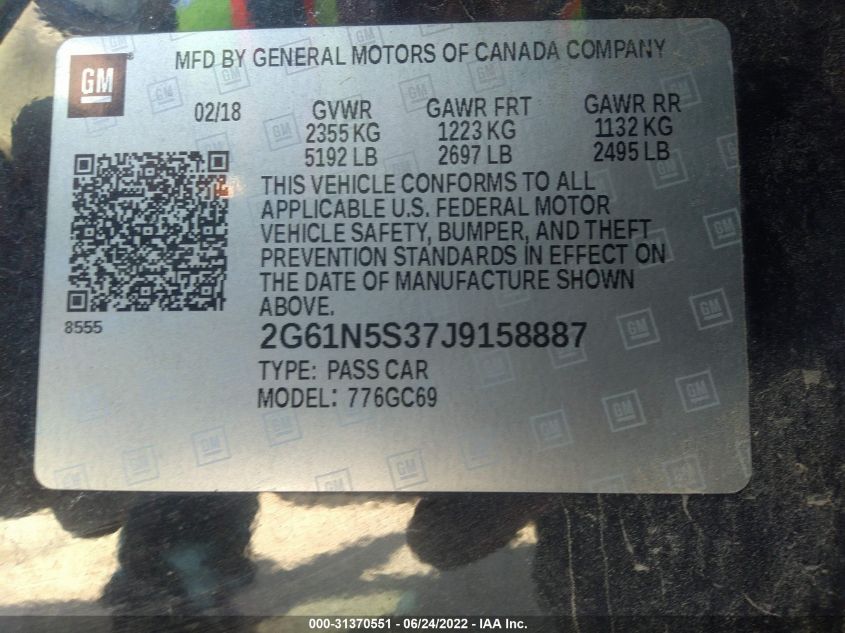 GM
MFD BY GENERAL MOTORS OF CANADA COMPANY
02/18 GVWR GAWR FRT GAWR RR
2355 KG 1223 KG 1132 KG
5192 LB 2697 LB 2495 LB
THIS VEHICLE CONFORMS TO ALL
APPLICABLE U.S. FEDERAL MOTOR
VEHICLE SAFETY, BUMPER, AND THEFT
PREVENTION STANDARDS IN EFFECT ON
THE DATE OF MANUFACTURE SHOWN
ABOVE.
8555
2G61N5S37J9158887
TYPE: PASS CAR
MODEL: 776GC69
000-31370551 - 06/24/2022 - IAA Inc.